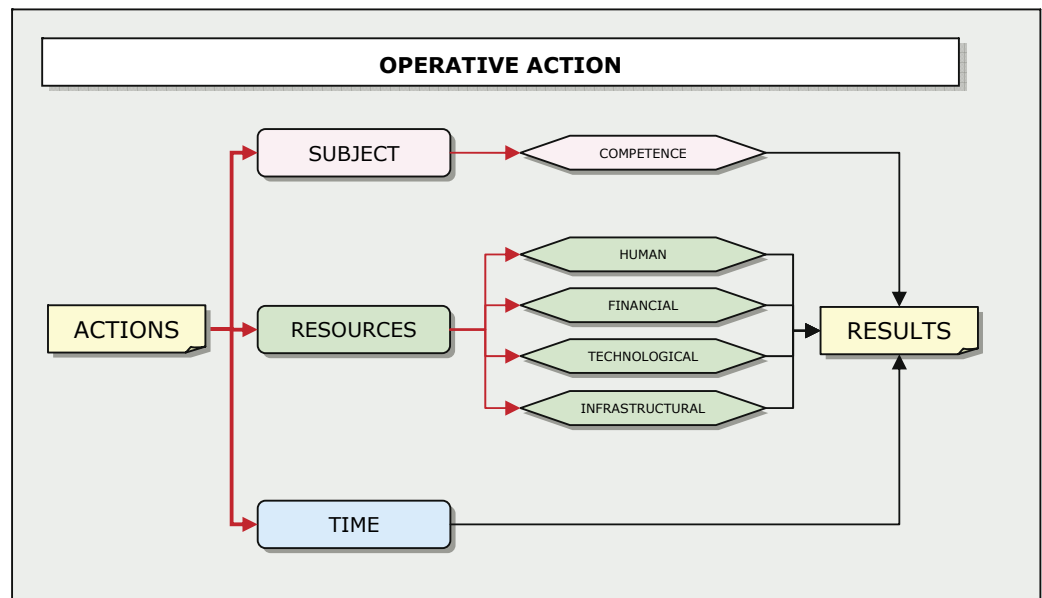 OPERATIVE ACTION
SUBJECT
COMPETENCE
HUMAN
FINANCIAL
ACTIONS
RESOURCES
RESULTS
TECHNOLOGICAL
INFRASTRUCTURAL
TIME